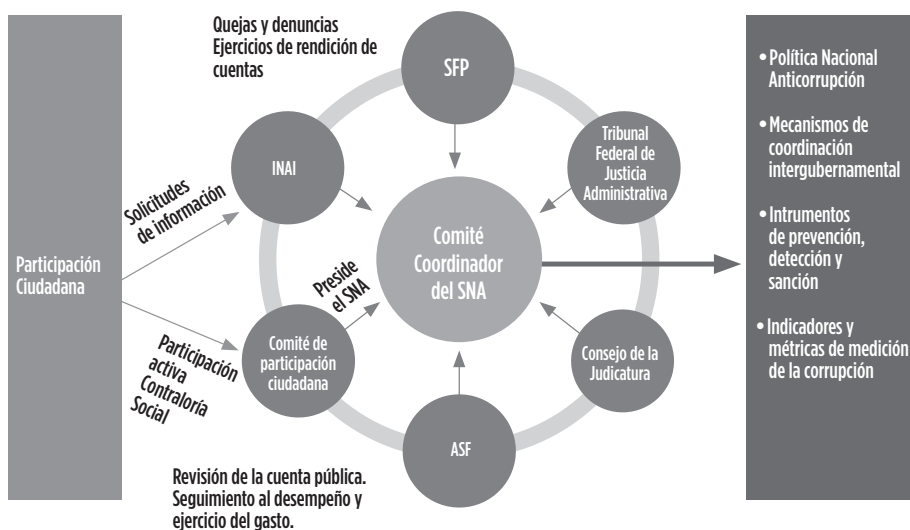 Quejas y denuncias
Ejercicios de rendición de
cuentas
SFP
INAI
Tribunal
Federal de
Justicia
Administrativa
Solicitudes
de información
Participación
Ciudadana
Preside
el SNA
Comité
Coordinador
del SNA
Comité de
participación
ciudadana
Consejo de la
Judicatura
Participación
activa
Contraloría
Social
ASF
Revisión de la cuenta pública.
Seguimiento al desempeño y
ejercicio del gasto.
• Política Nacional
Anticorrupción
• Mecanismos de
coordinación
intergubernamental
• Intrumentos
de prevención,
detección y
sanción
• Indicadores y
métricas de medición
de la corrupción